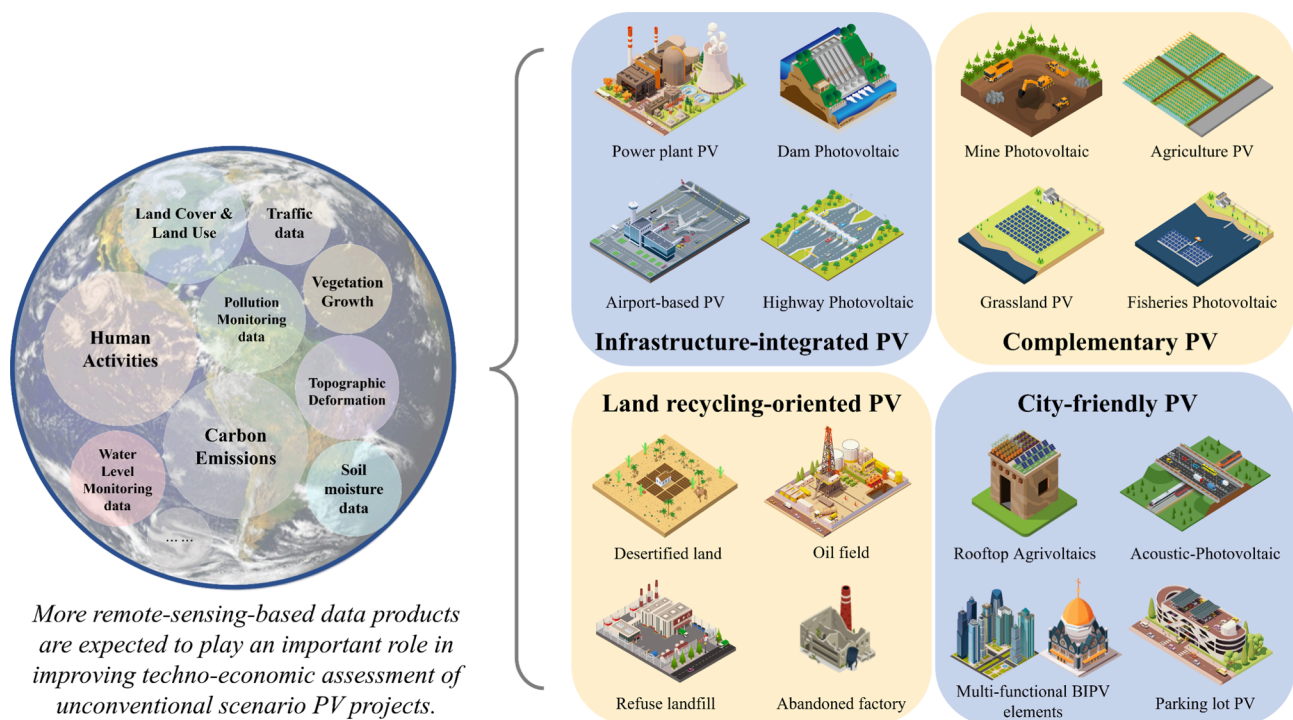 Land Cover &
Land Use
Traffic
data
Vegetation
Growth
Pollution
Monitoring
data
Human
Activities
Topographic
Deformation
Carbon
Emissions
Water
Level
Monitoring
data
Soil
moisture
data
... ...
More remote-sensing-based data products
are expected to play an important role in
improving techno-economic assessment of
unconventional scenario PV projects.
Power plant PV
Dam Photovoltaic
Airport-based PV
Highway Photovoltaic
Infrastructure-integrated PV
Mine Photovoltaic
Agriculture PV
Grassland PV
Fisheries Photovoltaic
Complementary PV
Land recycling-oriented PV
Desertified land
Oil field
Refuse landfill
Abandoned factory
City-friendly PV
Rooftop Agrivoltaics
Acoustic-Photovoltaic
Multi-functional BIPV
elements
Parking lot PV